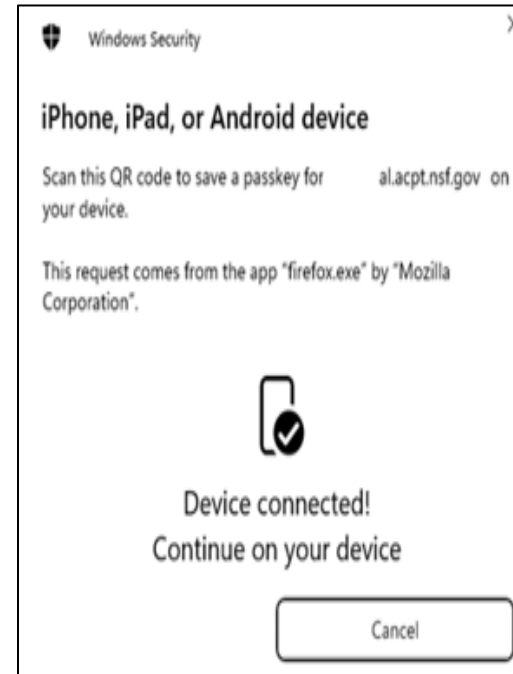 Windows Security
iPhone, iPad, or Android device
Scan this QR code to save a passkey for al.acpt.nsf.gov on
your device.
This request comes from the app "firefox.exe" by "Mozilla
Corporation".
Device connected!
Continue on your device
Cancel